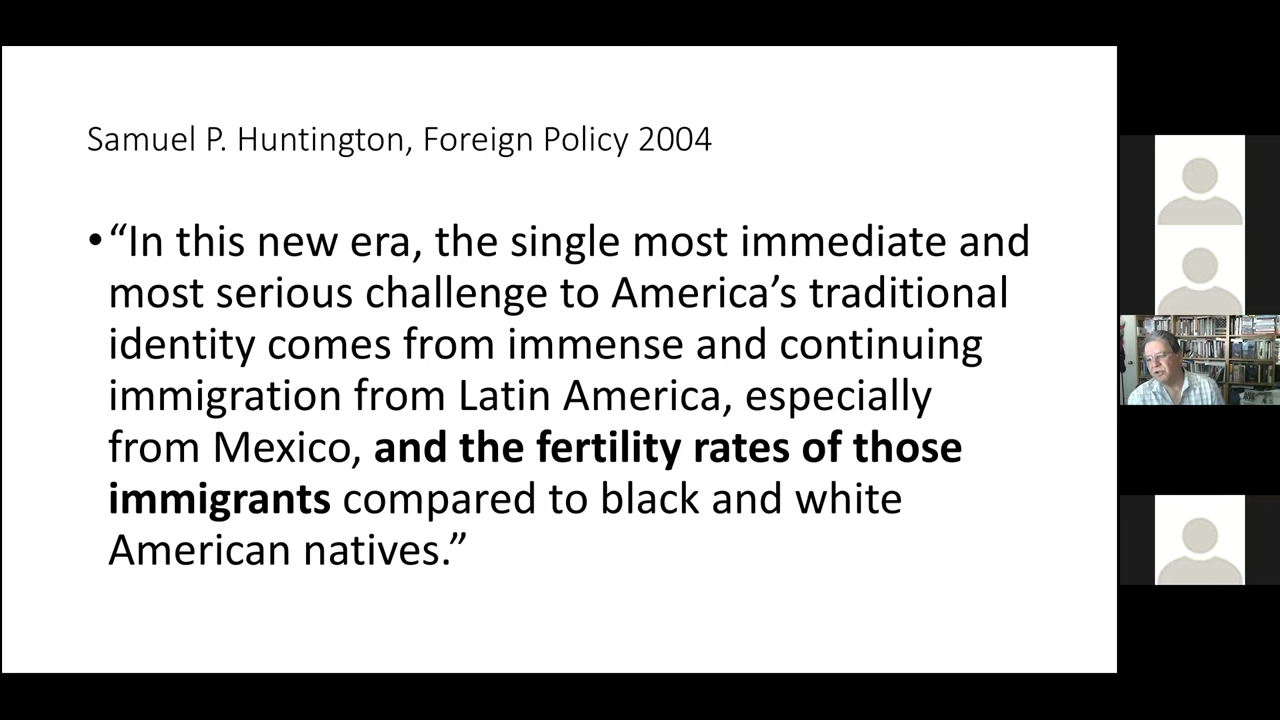 Samuel P. Huntington, Foreign Policy 2004
•“In this new era, the single most immediate and
most serious challenge to America’s traditional
identity comes from immense and continuing
immigration from Latin America, especially
from Mexico, and the fertility rates of those
immigrants compared to black and white
American natives.”